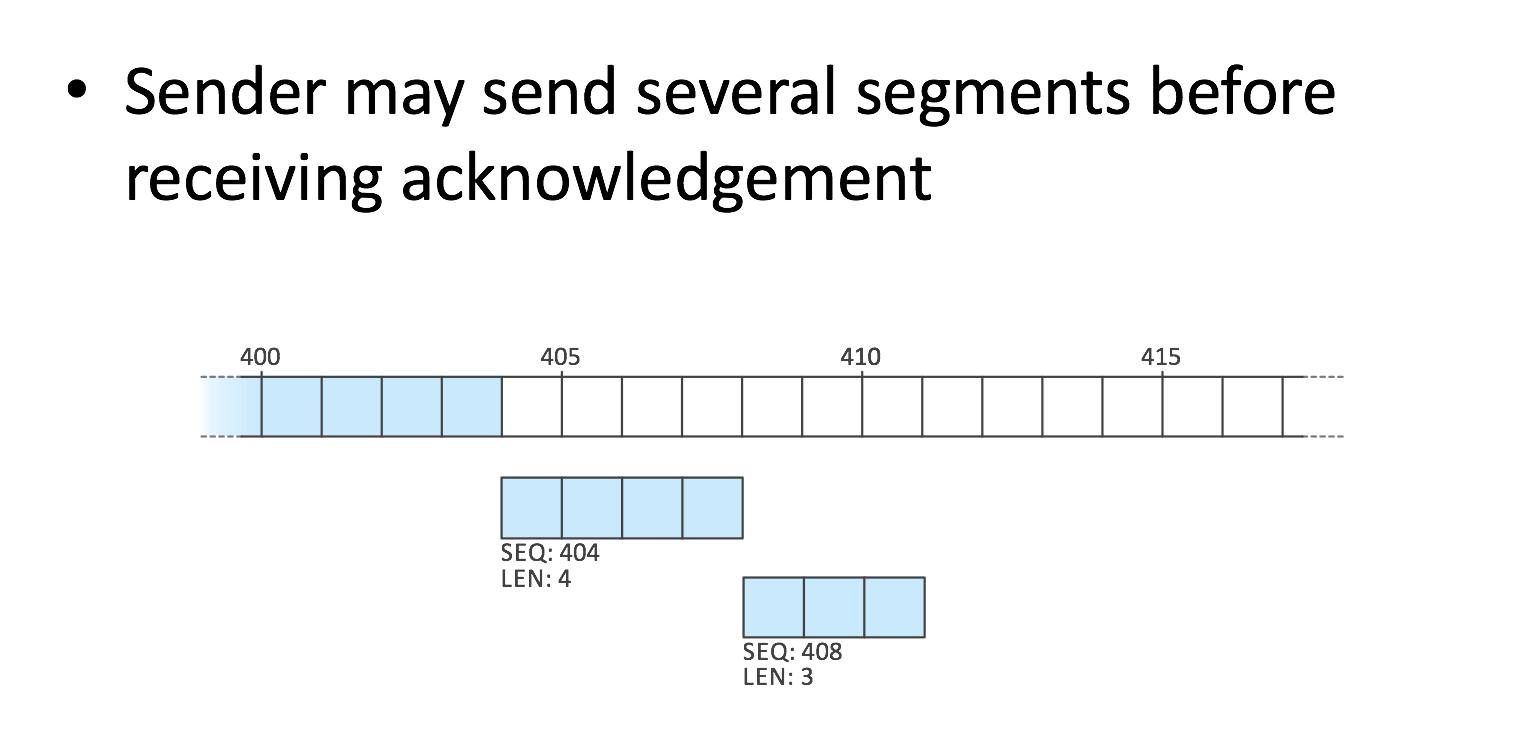 • Sender may send several segments before
receiving acknowledgement
400 405 410 415
SEQ: 404
LEN: 4
SEQ: 408
LEN: 3